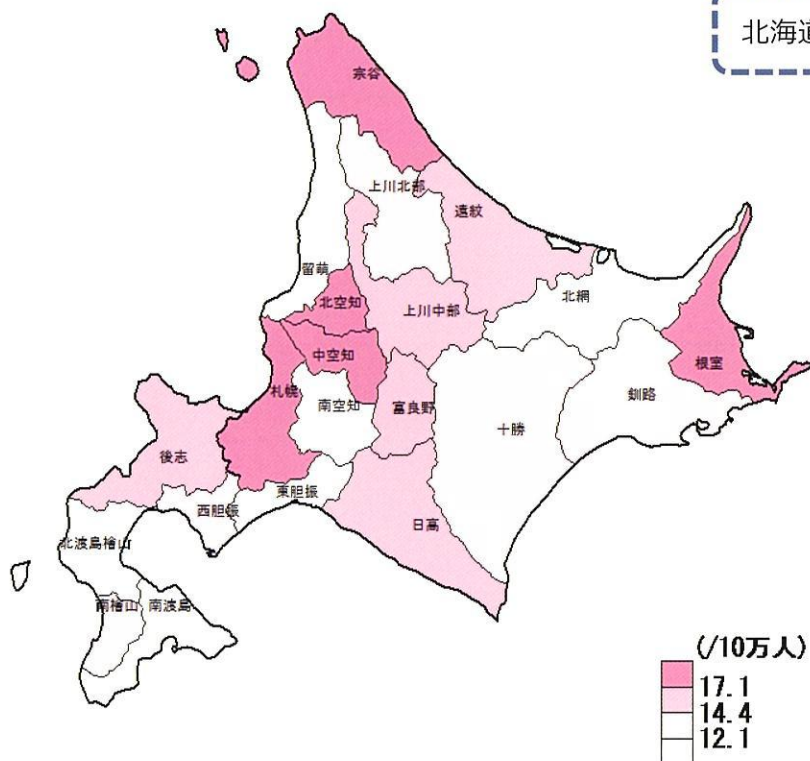 北海道
宗谷
上川北部
遠紋
留萌
北網
北空知
上川中部
中空知
根室
札幌
南空知
富良野
釧路
十勝
後志
東胆振
西胆振
日高
北渡島檜山
南檜山
南渡島
(/10万人)
17.1
14.4
12.1